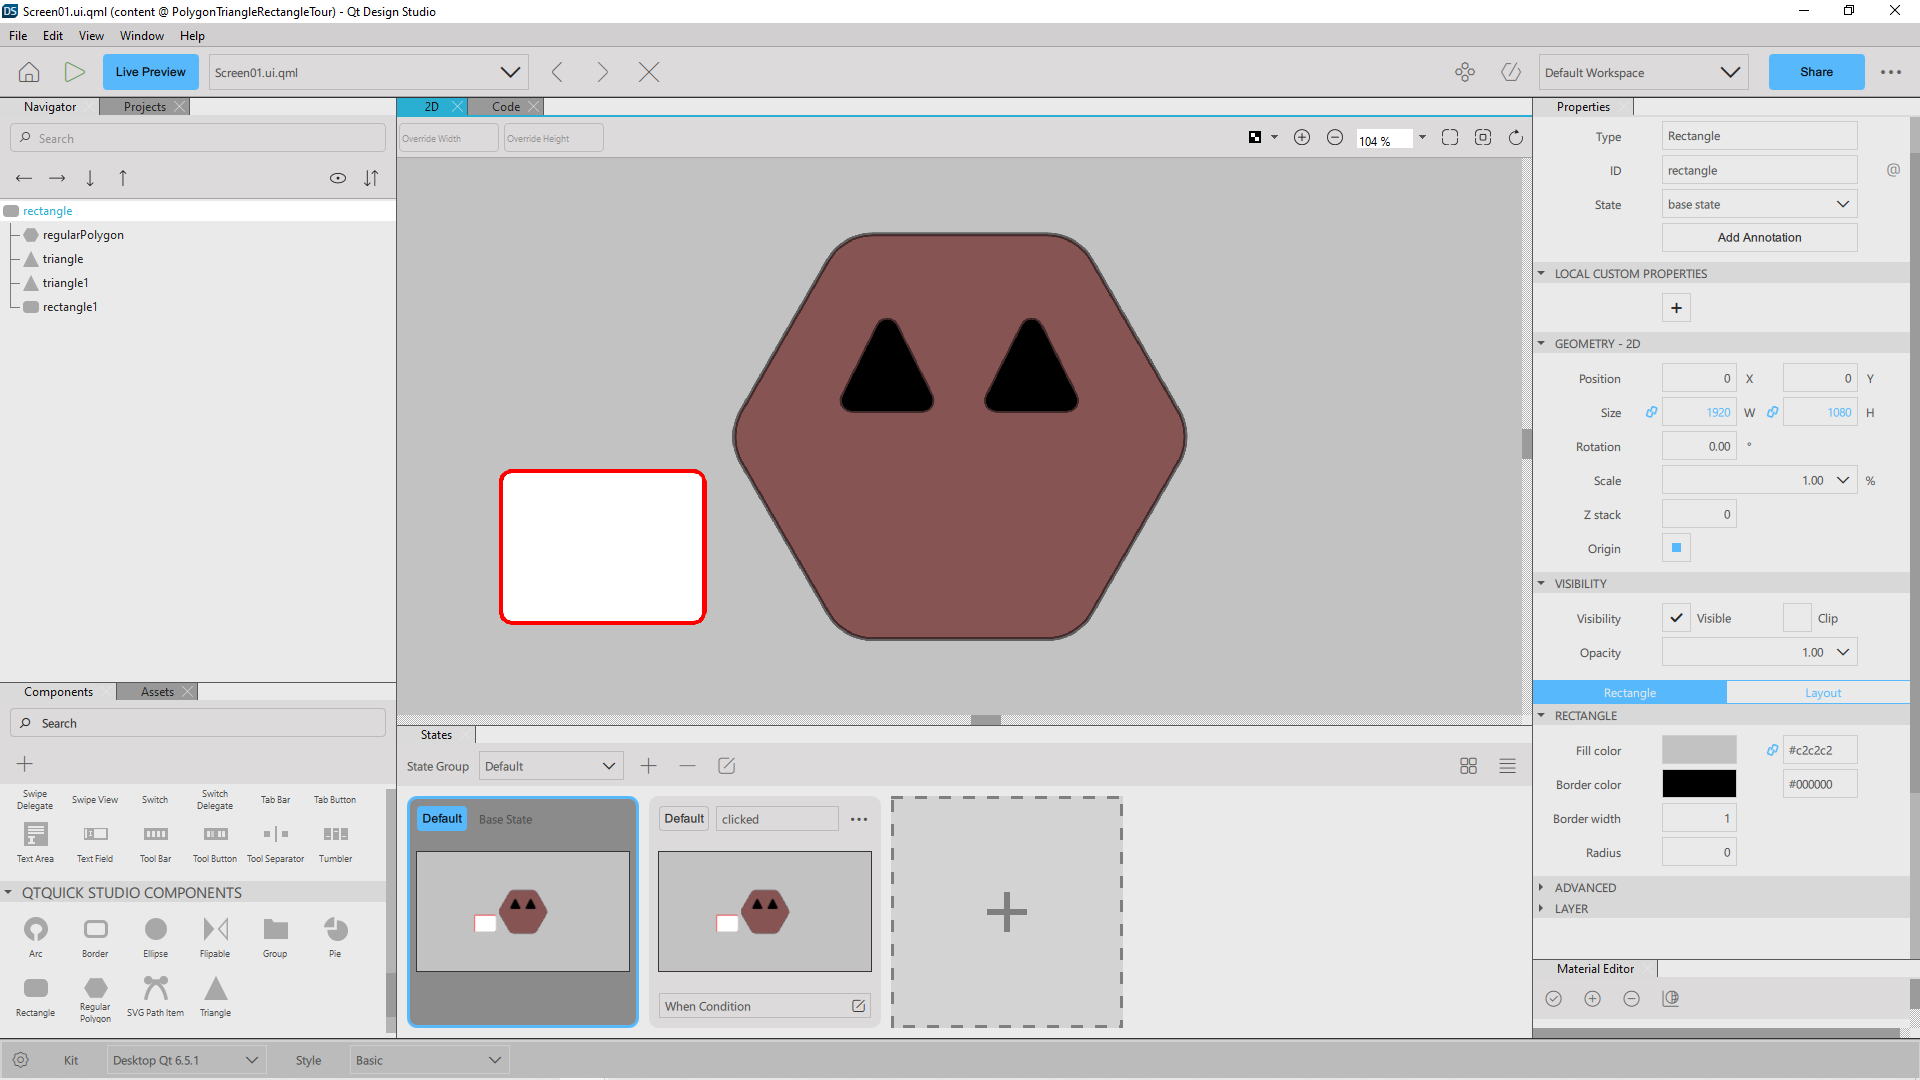 Screen01.ui.qml (content @ PolygonTriangleRectangleTour) - Qt Design Studio
File Edit View Window Help
Live Preview Screen01.ui.qml Default Workspace Share
Navigator Projects 2D Code Properties
Search Override Width Override Height 104 %
rectangle
regularPolygon
triangle
triangle1
rectangle1
Components Assets
Search
Swipe Delegate Swipe View Switch Switch Delegate Tab Bar Tab Button
Text Area Text Field Tool Bar Tool Button Tool Separator Tumbler
QTQUICK STUDIO COMPONENTS
Arc Border Ellipse Flipable Group Pie
Rectangle Regular Polygon SVG Path Item Triangle
States
State Group Default
Default Base State
Default clicked
When Condition
Type Rectangle
ID rectangle @
State base state
Add Annotation
LOCAL CUSTOM PROPERTIES
GEOMETRY - 2D
Position 0 X 0 Y
Size 1920 W 1080 H
Rotation 0.00 °
Scale 1.00 %
Z stack 0
Origin
VISIBILITY
Visibility Visible Clip
Opacity 1.00
Rectangle Layout
RECTANGLE
Fill color #c2c2c2
Border color #000000
Border width 1
Radius 0
ADVANCED
LAYER
Material Editor
Kit Desktop Qt 6.5.1 Style Basic